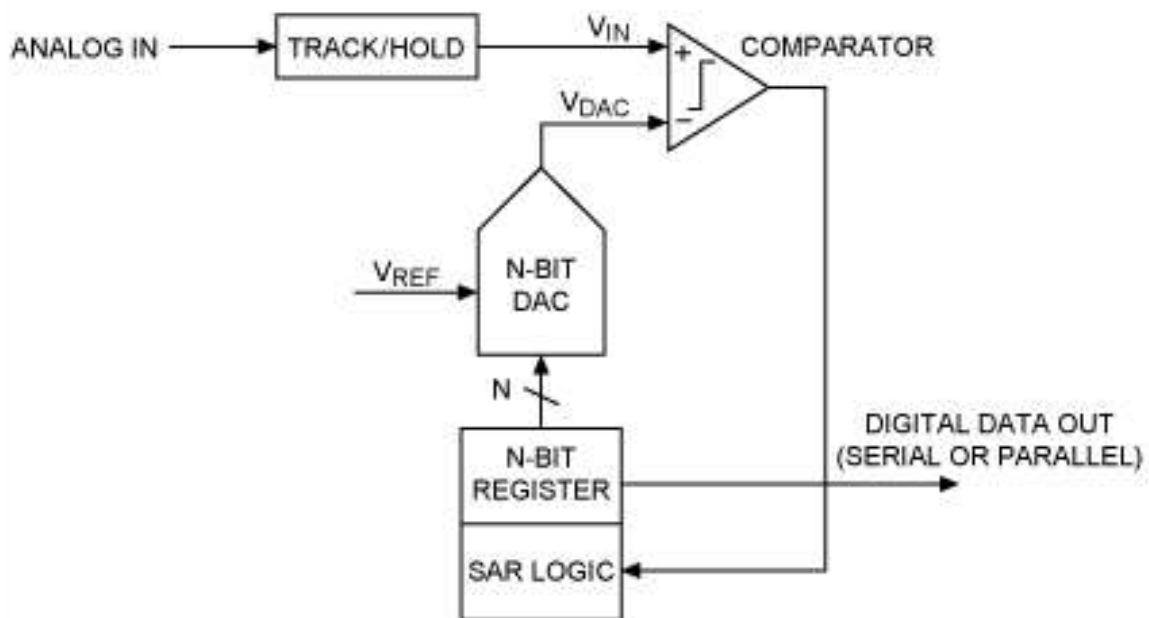 ANALOG IN
TRACK/HOLD
VIN
COMPARATOR
+
VDAC
−
N-BIT
DAC
VREF
N
N-BIT
REGISTER
DIGITAL DATA OUT
(SERIAL OR PARALLEL)
SAR LOGIC